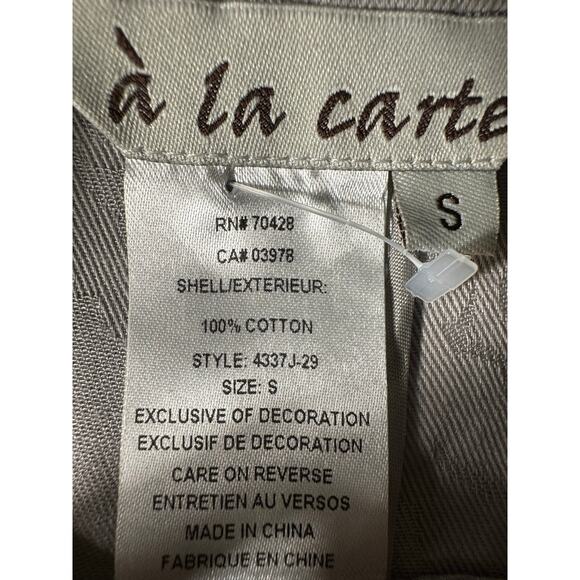 à la carte
S
RN# 70428
CA# 03978
SHELL/EXTERIEUR:
100% COTTON
STYLE: 4337J-29
SIZE: S
EXCLUSIVE OF DECORATION
EXCLUSIF DE DECORATION
CARE ON REVERSE
ENTRETIEN AU VERSOS
MADE IN CHINA
FABRIQUE EN CHINE